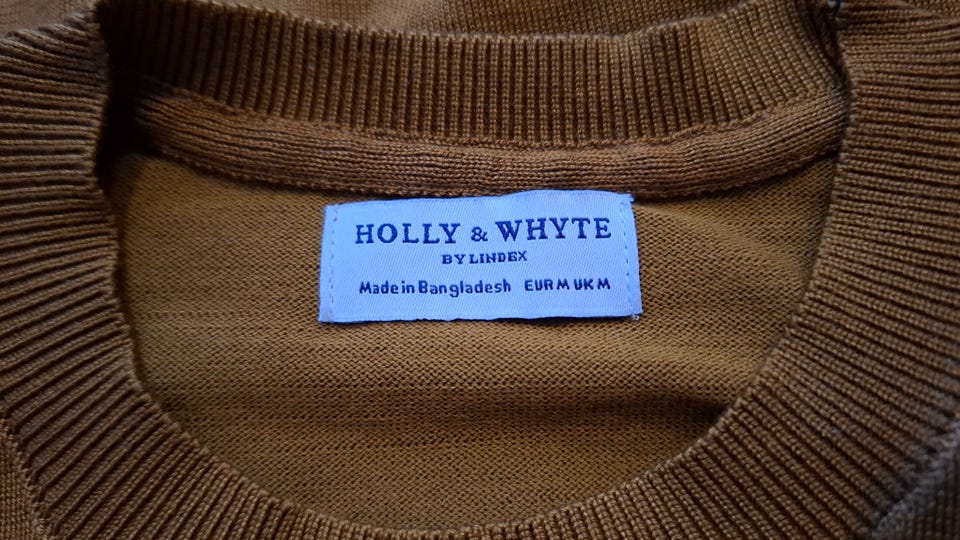 HOLLY & WHYTE
BY LINDEX
Made in Bangladesh EUR M UK M